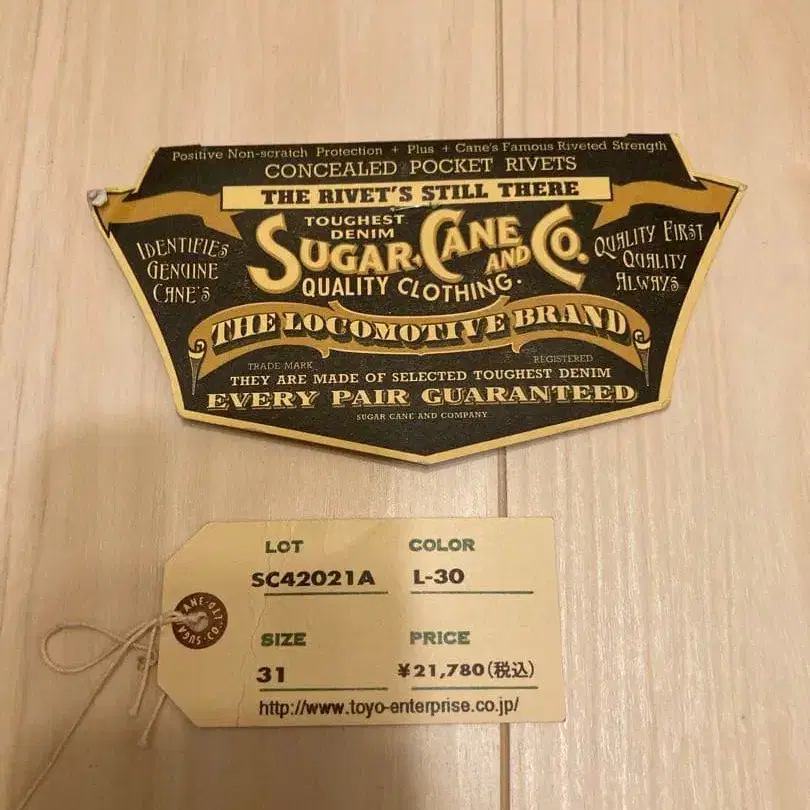 Positive Non-scratch Protection + Plus + Cane's Famous Riveted Strength
CONCEALED POCKET RIVETS
THE RIVET'S STILL THERE
TOUGHEST
DENIM
SUGAR CANE AND CO.
QUALITY CLOTHING.
IDENTIFIES
GENUINE
CANE'S
QUALITY FIRST
QUALITY
ALWAYS
THE LOCOMOTIVE BRAND
TRADE MARK
REGISTERED
THEY ARE MADE OF SELECTED TOUGHEST DENIM
EVERY PAIR GUARANTEED
SUGAR CANE AND COMPANY
LOT
SC42021A
COLOR
L-30
SIZE
31
PRICE
¥21,780(税込)
http://www.toyo-enterprise.co.jp/